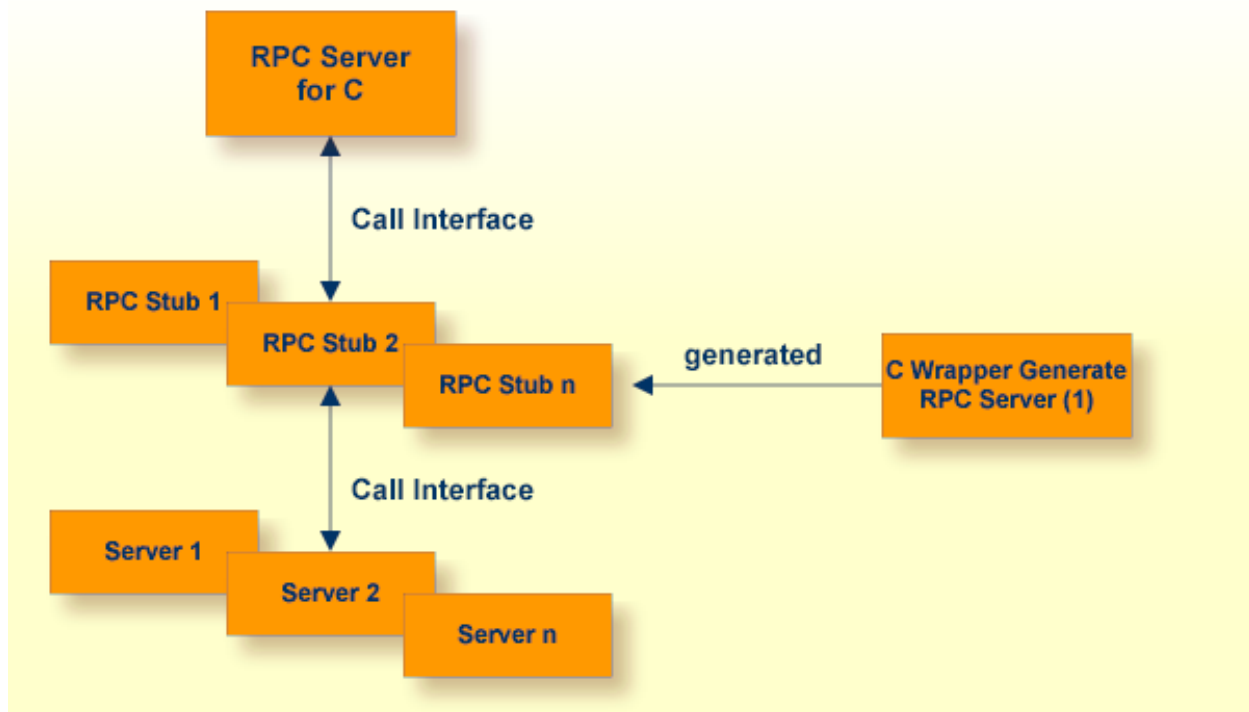 RPC Server
for C
Call Interface
RPC Stub 1
RPC Stub 2
RPC Stub n
generated
C Wrapper Generate
RPC Server (1)
Call Interface
Server 1
Server 2
Server n